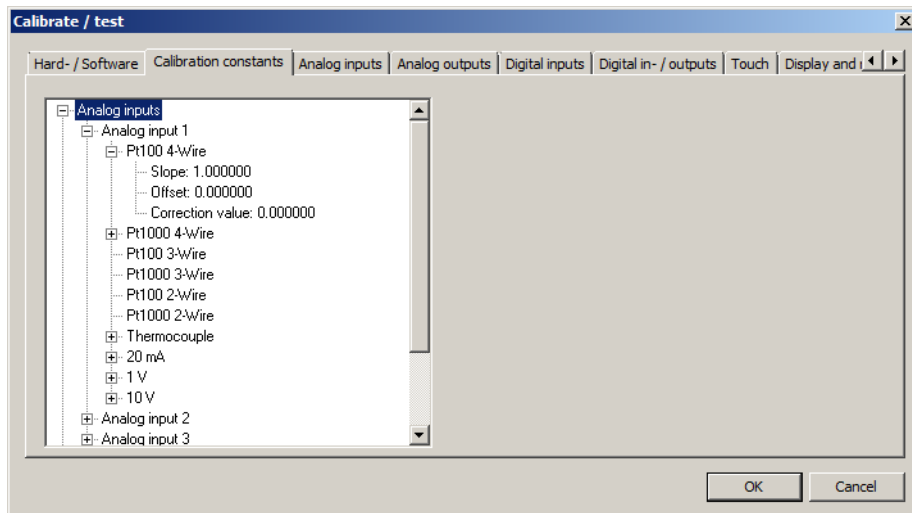 Calibrate / test
Hard- / Software Calibration constants Analog inputs Analog outputs Digital inputs Digital in- / outputs Touch Display and
Analog inputs
Analog input 1
Pt100 4-Wire
Slope: 1.000000
Offset: 0.000000
Correction value: 0.000000
Pt1000 4-Wire
Pt100 3-Wire
Pt1000 3-Wire
Pt100 2-Wire
Pt1000 2-Wire
Thermocouple
20 mA
1 V
10 V
Analog input 2
Analog input 3
OK Cancel